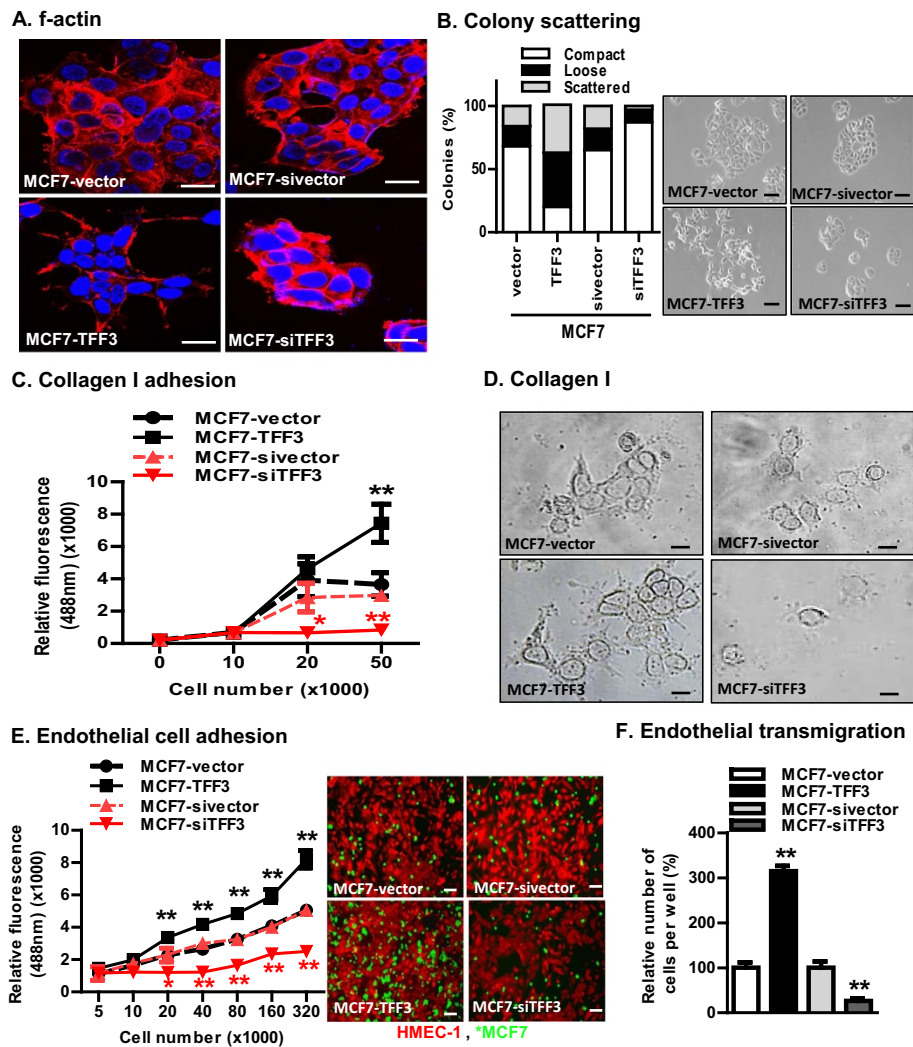 A. f-actin
MCF7-vector
MCF7-sivector
MCF7-TFF3
MCF7-siTFF3
B. Colony scattering
Compact
Loose
Scattered
Colonies (%)
100
50
0
vector
TFF3
sivector
siTFF3
MCF7
MCF7-vector
MCF7-sivector
MCF7-TFF3
MCF7-siTFF3
C. Collagen I adhesion
MCF7-vector
MCF7-TFF3
MCF7-sivector
MCF7-siTFF3
Relative fluorescence
(488nm) (x1000)
10
8
6
4
2
0
**
*
**
0 10 20 50
Cell number (x1000)
D. Collagen I
MCF7-vector
MCF7-sivector
MCF7-TFF3
MCF7-siTFF3
E. Endothelial cell adhesion
MCF7-vector
MCF7-TFF3
MCF7-sivector
MCF7-siTFF3
Relative fluorescence
(488nm) (x1000)
10
8
6
4
2
0
** ** ** ** **
* ** ** ** **
5 10 20 40 80 160 320
Cell number (x1000)
MCF7-vector
MCF7-sivector
MCF7-TFF3
MCF7-siTFF3
HMEC-1 , *MCF7
F. Endothelial transmigration
MCF7-vector
MCF7-TFF3
MCF7-sivector
MCF7-siTFF3
Relative number of
cells per well (%)
400
300
200
100
0
**
**